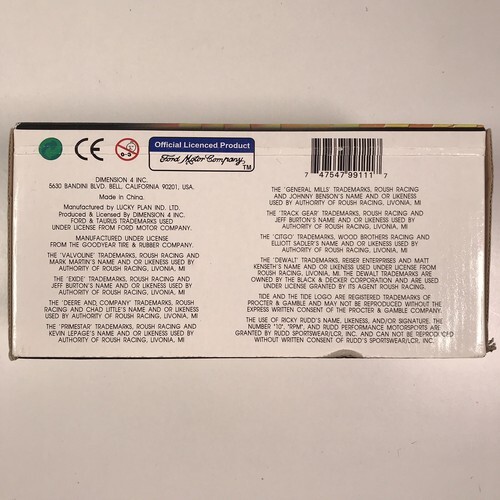 CE
0-3
Official Licenced Product
Ford Motor Company
TM
DIMENSION 4 INC.
5630 BANDINI BLVD. BELL, CALIFORNIA 90201, USA.
Made in China.
Manufactured by LUCKY PLAN IND. LTD.
Produced & Licensed by DIMENSION 4 INC.
FORD & TAURUS TRADEMARKS USED
UNDER LICENSE FROM FORD MOTOR COMPANY.
MANUFACTURED UNDER LICENSE
FROM THE GOODYEAR TIRE & RUBBER COMPANY.
THE "VALVOLINE" TRADEMARKS, ROUSH RACING AND
MARK MARTIN'S NAME AND OR LIKENESS USED BY
AUTHORITY OF ROUSH RACING, LIVONIA, MI
THE "EXIDE" TRADEMARKS, ROUSH RACING AND
JEFF BURTON'S NAME AND OR LIKENESS USED BY
AUTHORITY OF ROUSH RACING, LIVONIA, MI
THE "DEERE AND COMPANY" TRADEMARKS, ROUSH
RACING AND CHAD LITTLE'S NAME AND OR LIKENESS
USED BY AUTHORITY OF ROUSH RACING, LIVONIA, MI
THE "PRIMESTAR" TRADEMARKS, ROUSH RACING AND
KEVIN LEPAGE'S NAME AND OR LIKENESS USED BY
AUTHORITY OF ROUSH RACING, LIVONIA, MI
7 47547 99111 7
THE "GENERAL MILLS" TRADEMARKS, ROUSH RACING
AND JOHNNY BENSON'S NAME AND OR LIKENESS
USED BY AUTHORITY OF ROUSH RACING, LIVONIA, MI
THE "TRACK GEAR" TRADEMARKS, ROUSH RACING AND
JEFF BURTON'S NAME AND OR LIKENESS USED BY
AUTHORITY OF ROUSH RACING, LIVONIA, MI
THE "CITGO" TRADEMARKS, WOOD BROTHERS RACING AND
ELLIOTT SADLER'S NAME AND OR LIKENESS USED BY
AUTHORITY OF ROUSH RACING, LIVONIA, MI
THE "DEWALT" TRADEMARKS, REISER ENTERPRISES AND MATT
KENSETH'S NAME AND OR LIKENESS USED UNDER LICENSE FROM
ROUSH RACING, LIVONIA, MI. THE DEWALT TRADEMARKS ARE
OWNED BY THE BLACK & DECKER CORPORATION AND ARE USED
UNDER LICENSE GRANTED BY ITS AGENT ROUSH RACING.
TIDE AND THE TIDE LOGO ARE REGISTERED TRADEMARKS OF
PROCTER & GAMBLE AND MAY NOT BE REPRODUCED WITHOUT THE
EXPRESS WRITTEN CONSENT OF THE PROCTER & GAMBLE COMPANY.
THE USE OF RICKY RUDD'S NAME, LIKENESS, AND/OR SIGNATURE, THE
NUMBER "10", "RPM", AND RUDD PERFORMANCE MOTORSPORTS ARE
GRANTED BY RUDD'S SPORTSWEAR/LCR, INC. AND CAN NOT BE REPRODUCED
WITHOUT WRITTEN CONSENT OF RUDD'S SPORTSWEAR/LCR, INC.